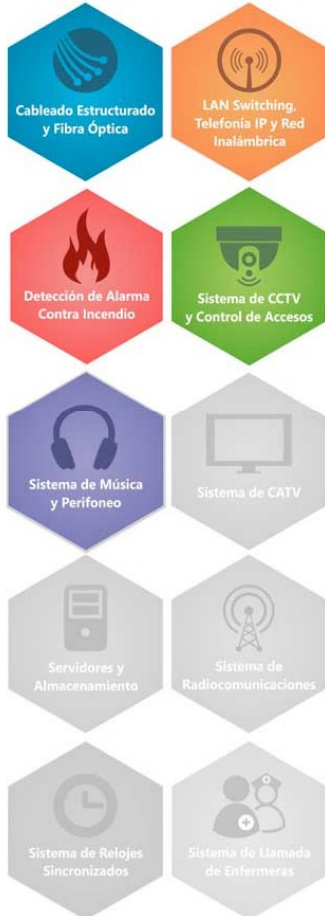 Cableado Estructurado
y Fibra Óptica
LAN Switching,
Telefonía IP y Red
Inalámbrica
Detección de Alarma
Contra Incendio
Sistema de CCTV
y Control de Accesos
Sistema de Música
y Perifoneo
Sistema de CATV
Servidores y
Almacenamiento
Sistema de
Radiocomunicaciones
Sistema de Relojes
Sincronizados
Sistema de Llamada
de Enfermeras